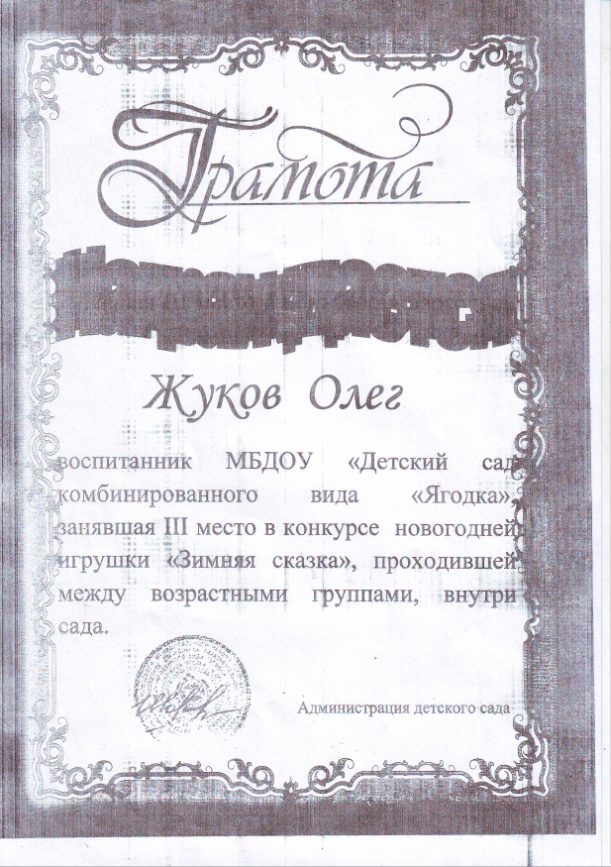 Грамота
Награждается
Жуков Олег
воспитанник МБДОУ «Детский сад
комбинированного вида «Ягодка»,
занявшая III место в конкурсе новогодней
игрушки «Зимняя сказка», проходившей
между возрастными группами, внутри
сада.
Администрация детского сада